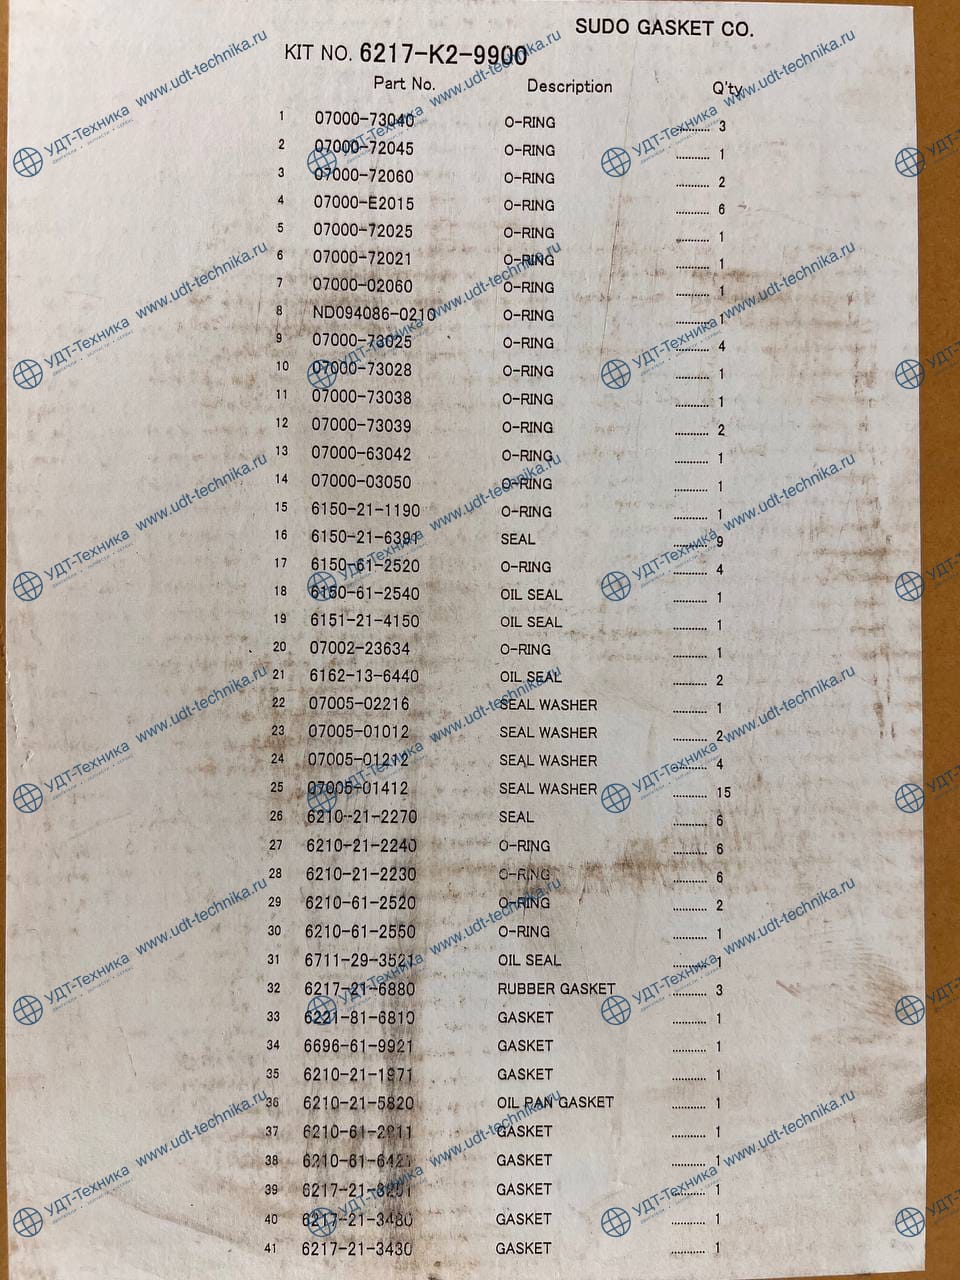 SUDO GASKET CO.
KIT NO. 6217-K2-9900
Part No. Description Q'ty
1 07000-73040 O-RING .......... 3
2 07000-72045 O-RING .......... 1
3 07000-72060 O-RING .......... 2
4 07000-E2015 O-RING .......... 6
5 07000-72025 O-RING .......... 1
6 07000-72021 O-RING .......... 1
7 07000-02060 O-RING .......... 1
8 ND094086-0210 O-RING .......... 1
9 07000-73025 O-RING .......... 4
10 07000-73028 O-RING .......... 1
11 07000-73038 O-RING .......... 1
12 07000-73039 O-RING .......... 2
13 07000-63042 O-RING .......... 1
14 07000-03050 O-RING .......... 1
15 6150-21-1190 O-RING .......... 1
16 SEAL .......... 9
17 6150-61-2520 O-RING .......... 4
18 6150-61-2540 OIL SEAL .......... 1
19 6151-21-4150 OIL SEAL .......... 1
20 07002-23634 O-RING .......... 1
21 6162-13-6440 OIL SEAL .......... 2
22 07005-02216 SEAL WASHER .......... 1
23 07005-01012 SEAL WASHER .......... 2
24 07005-01212 SEAL WASHER .......... 4
25 07005-01412 SEAL WASHER .......... 15
26 6210-21-2270 SEAL .......... 6
27 6210-21-2240 O-RING .......... 6
28 6210-21-2230 O-RING .......... 6
29 6210-61-2520 O-RING .......... 2
30 6210-61-2550 O-RING .......... 1
31 6711-29-3521 OIL SEAL .......... 1
32 6217-21-6880 RUBBER GASKET .......... 3
33 6221-81-6810 GASKET .......... 1
34 6696-61-9921 GASKET .......... 1
35 6210-21-1971 GASKET .......... 1
36 6210-21-5820 OIL PAN GASKET .......... 1
37 GASKET .......... 1
38 6210-61-6421 GASKET .......... 1
39 GASKET .......... 1
40 6217-21-3480 GASKET .......... 1
41 6217-21-3430 GASKET .......... 1
УДТ-Техника www.udt-technika.ru